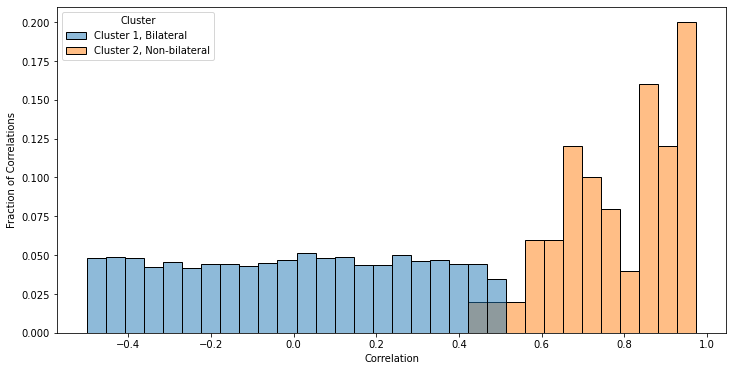 Cluster
Cluster 1, Bilateral
Cluster 2, Non-bilateral
0.200
0.175
0.150
0.125
0.100
0.075
0.050
0.025
0.000
Fraction of Correlations
−0.4 −0.2 0.0 0.2 0.4 0.6 0.8 1.0
Correlation